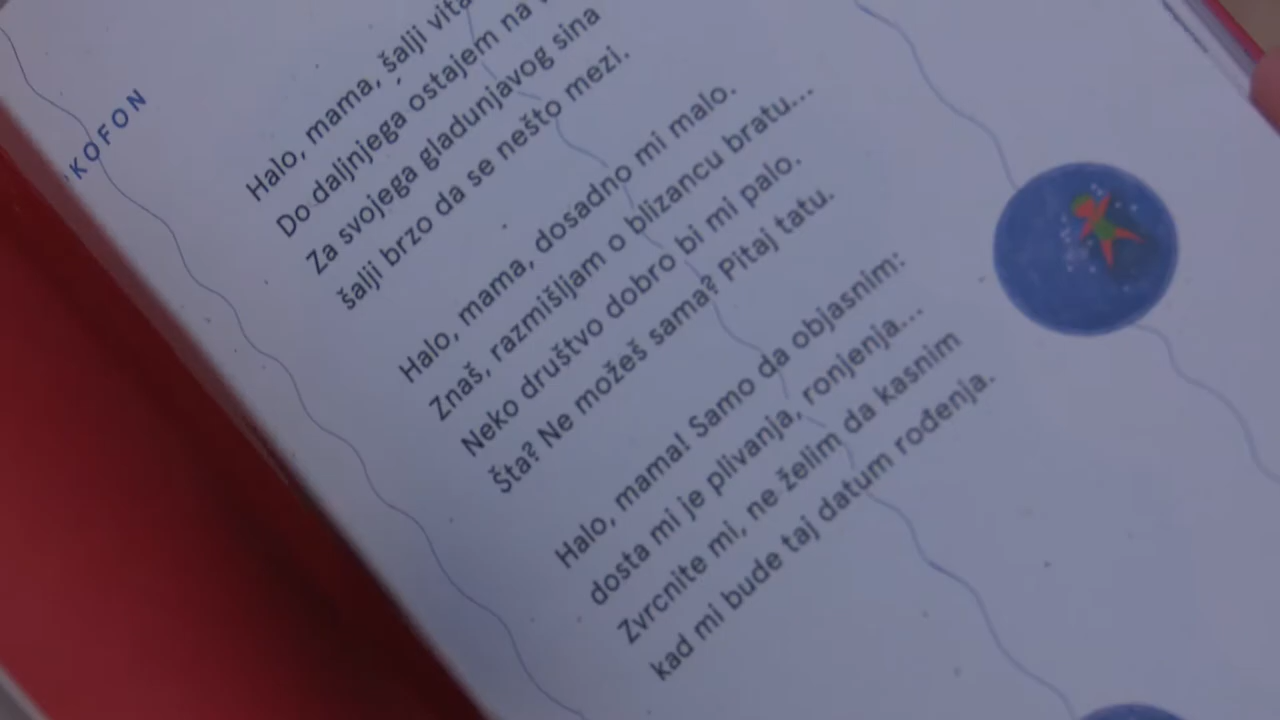 KOFON
Halo, mama, šalji
Do daljnjega ostajem na
Za svojega gladunjavog sina
šalji brzo da se nešto mezi.
Halo, mama, dosadno mi malo.
Znaš, razmišljam o blizancu bratu...
Neko društvo dobro bi mi palo.
Šta? Ne možeš sama? Pitaj tatu.
Halo, mama! Samo da objasnim:
dosta mi je plivanja, ronjenja...
Zvrcnite mi, ne želim da kasnim
kad mi bude taj datum rođenja.